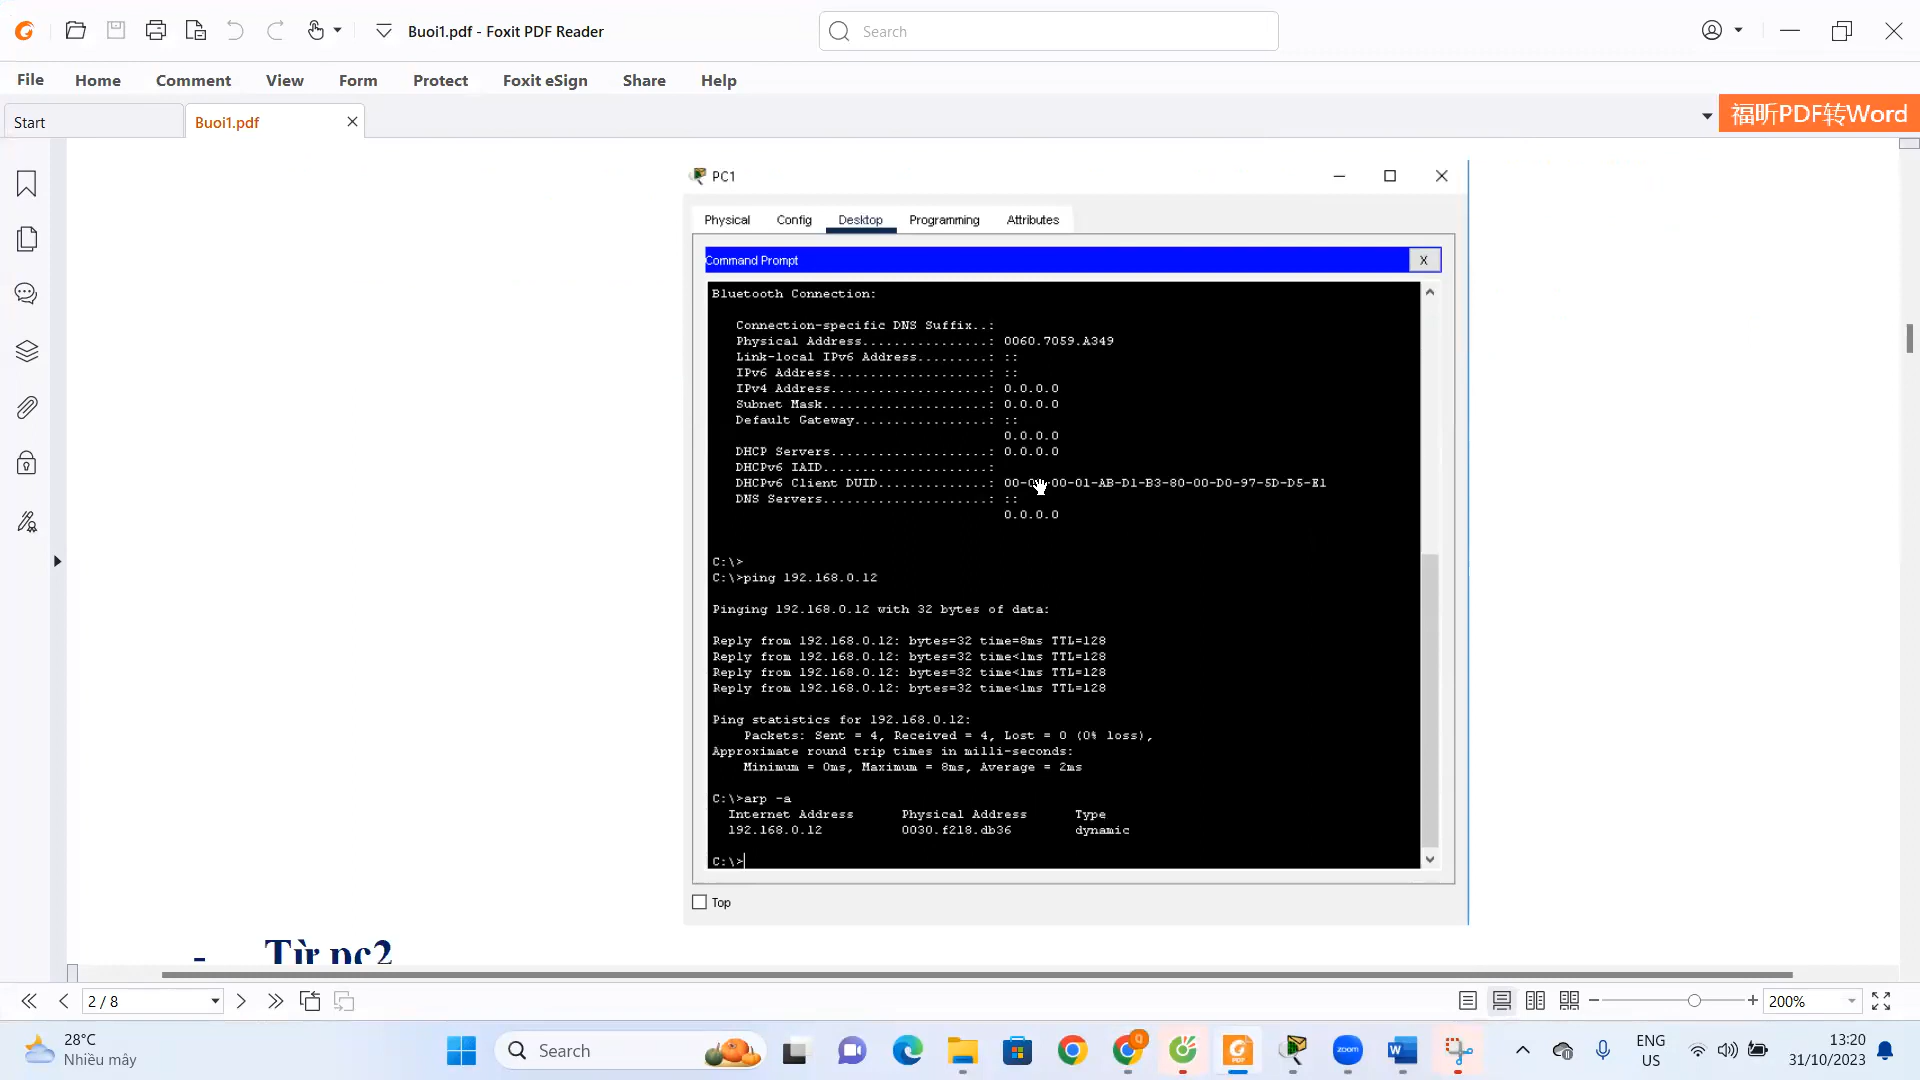 Buoi1.pdf - Foxit PDF Reader
Search
File Home Comment View Form Protect Foxit eSign Share Help
Start
Buoi1.pdf
福昕PDF转Word
PC1
Physical Config Desktop Programming Attributes
Command Prompt
X
Bluetooth Connection:
Connection-specific DNS Suffix..:
Physical Address................: 0060.7059.A349
Link-local IPv6 Address.........: ::
IPv6 Address....................: ::
IPv4 Address....................: 0.0.0.0
Subnet Mask.....................: 0.0.0.0
Default Gateway.................: ::
0.0.0.0
DHCP Servers....................: 0.0.0.0
DHCPv6 IAID.....................:
DHCPv6 Client DUID..............: 00-01-00-01-AB-D1-B3-80-00-D0-97-5D-D5-E1
DNS Servers.....................: ::
0.0.0.0
C:\>
C:\>ping 192.168.0.12
Pinging 192.168.0.12 with 32 bytes of data:
Reply from 192.168.0.12: bytes=32 time=8ms TTL=128
Reply from 192.168.0.12: bytes=32 time<1ms TTL=128
Reply from 192.168.0.12: bytes=32 time<1ms TTL=128
Reply from 192.168.0.12: bytes=32 time<1ms TTL=128
Ping statistics for 192.168.0.12:
Packets: Sent = 4, Received = 4, Lost = 0 (0% loss),
Approximate round trip times in milli-seconds:
Minimum = 0ms, Maximum = 8ms, Average = 2ms
C:\>arp -a
Internet Address Physical Address Type
192.168.0.12 0030.f218.db36 dynamic
C:\>
Top
- Từ pc2
2 / 8
200%
28°C
Nhiều mây
Search
zoom
ENG
US
13:20
31/10/2023